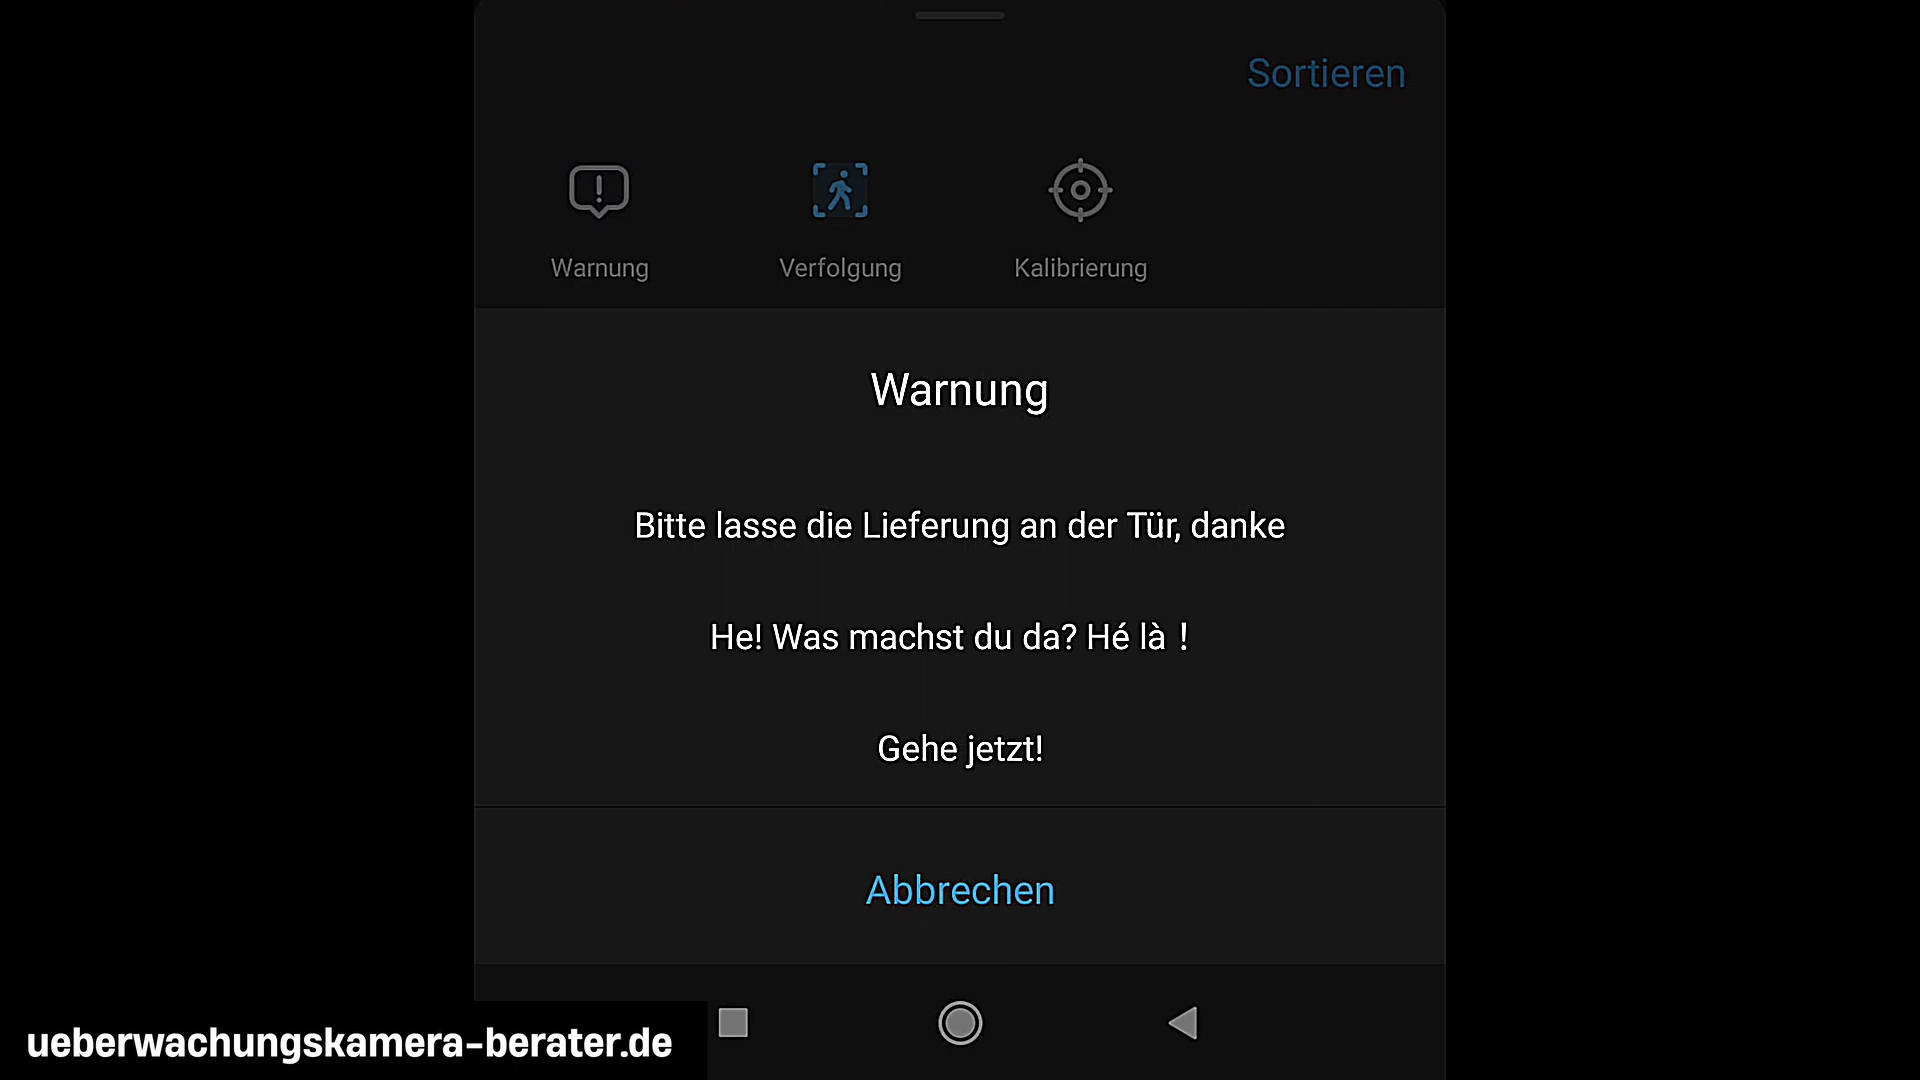 Sortieren
Warnung Verfolgung Kalibrierung
Warnung
Bitte lasse die Lieferung an der Tür, danke
He! Was machst du da? Hé là !
Gehe jetzt!
Abbrechen
ueberwachungskamera-berater.de